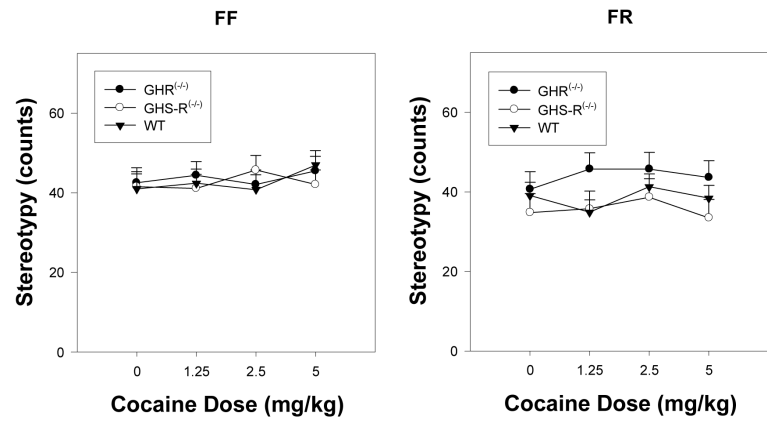 FF
Stereotypy (counts)
60
40
20
0
GHR(-/-)
GHS-R(-/-)
WT
0 1.25 2.5 5
Cocaine Dose (mg/kg)
FR
Stereotypy (counts)
60
40
20
0
GHR(-/-)
GHS-R(-/-)
WT
0 1.25 2.5 5
Cocaine Dose (mg/kg)